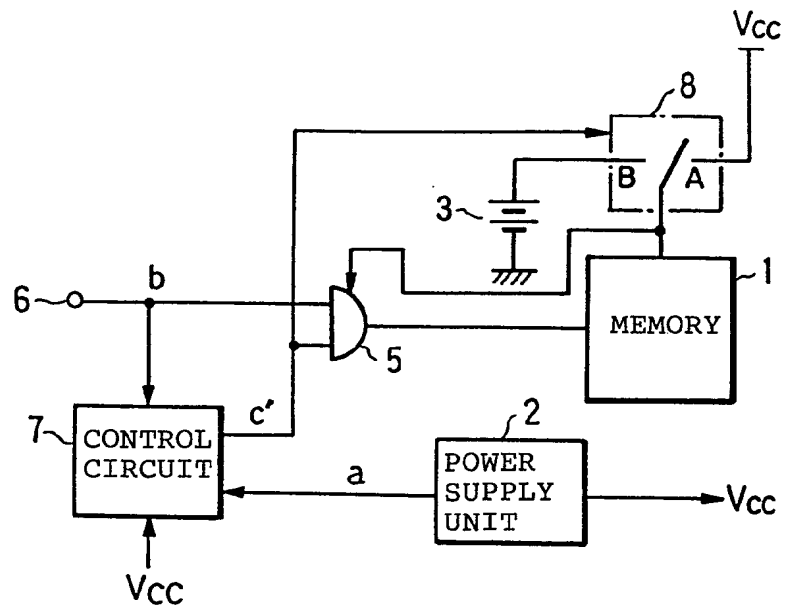 Vcc
8
B A
3
1
b
6
MEMORY
5
c′
2
7
CONTROL
CIRCUIT
a
POWER
SUPPLY
UNIT
Vcc
Vcc